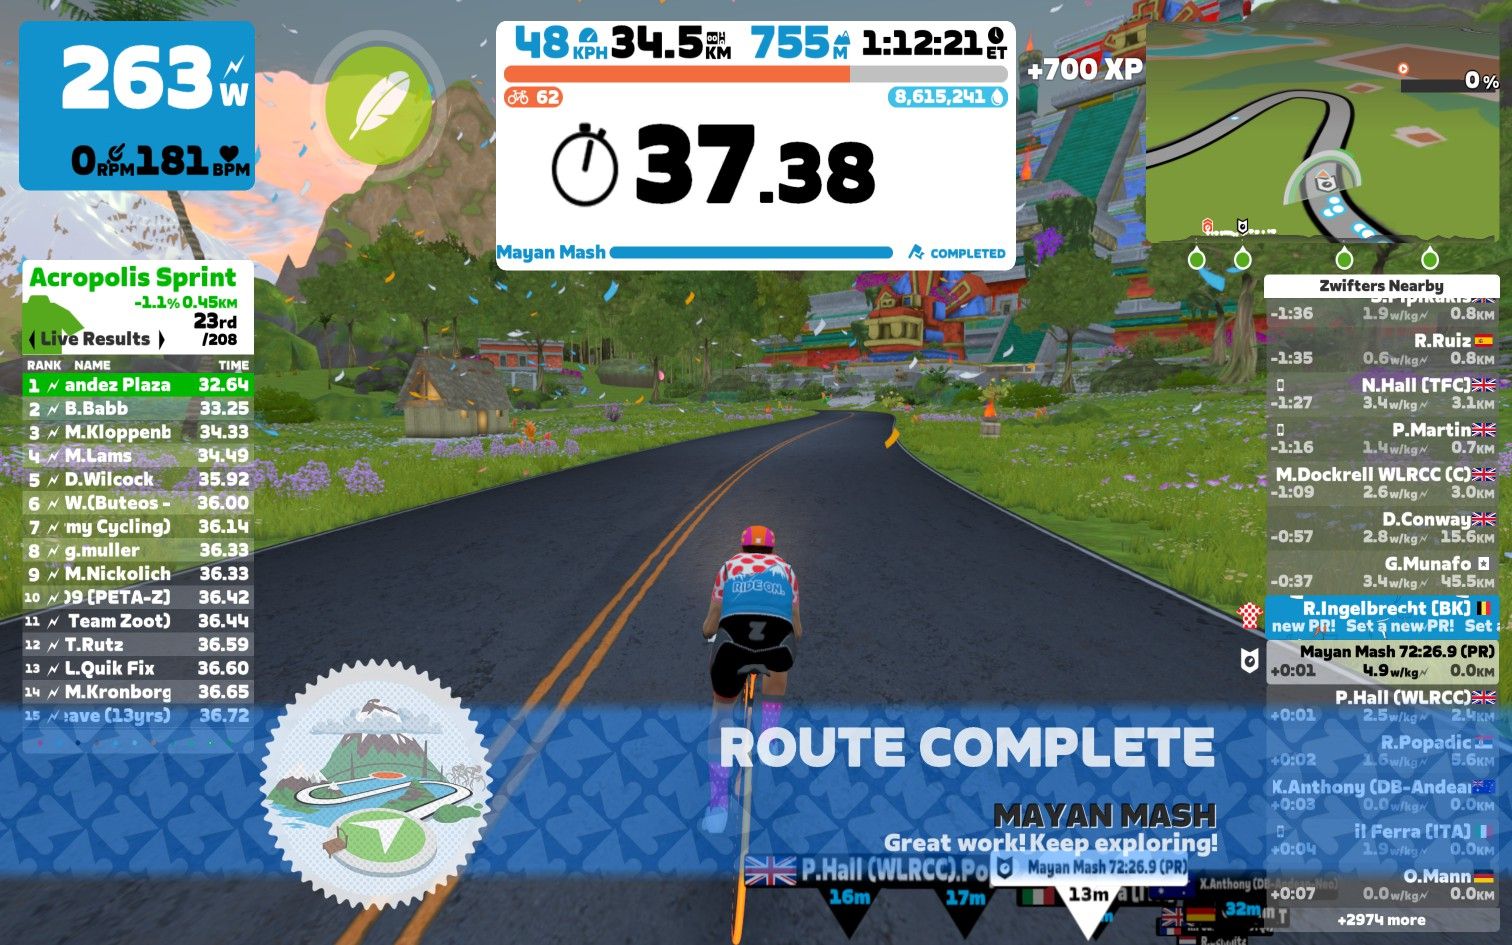 263 W
0 RPM 181 BPM
48 KPH 34.5 KM 755 M 1:12:21 ET
62
8,615,241
37.38
Mayan Mash COMPLETED
+700 XP
0 %
Acropolis Sprint
-1.1% 0.45KM
23rd
Live Results /208
RANK NAME TIME
1 andez Plaza 32.64
2 B.Babb 33.25
3 M.Kloppenb 34.33
4 M.Lams 34.49
5 D.Wilcock 35.92
6 W.(Buteos - 36.00
7 my Cycling) 36.14
8 g.muller 36.33
9 M.Nickolich 36.33
10 )9 (PETA-Z) 36.42
11 Team Zoot) 36.44
12 T.Rutz 36.59
13 L.Quik Fix 36.60
14 M.Kronborg 36.65
15 eave (13yrs) 36.72
Zwifters Nearby
-1:36 1.9w/kg 0.8KM
R.Ruiz
-1:35 0.6w/kg 0.8KM
N.Hall (TFC)
-1:27 3.4w/kg 3.1KM
P.Martin
-1:16 1.4w/kg 0.7KM
M.Dockrell WLRCC (C)
-1:09 2.6w/kg 3.0KM
D.Conway
-0:57 2.8w/kg 15.6KM
G.Munafo
-0:37 3.4w/kg 45.5KM
R.Ingelbrecht (BK)
new PR! Set a new PR! Set a
Mayan Mash 72:26.9 (PR)
+0:01 4.9w/kg 0.0KM
P.Hall (WLRCC)
+0:01 2.5w/kg 2.4KM
R.Popadic
+0:02 1.6w/kg 5.6KM
X.Anthony (DB-Andean
+0:03 0.0w/kg 0.0KM
il Ferra (ITA)
+0:04 1.9w/kg 0.0KM
O.Mann
+0:07 0.0w/kg 0.0KM
+2974 more
RIDE ON.
Z
ROUTE COMPLETE
MAYAN MASH
Great work! Keep exploring!
P.Hall (WLRCC).Po Mayan Mash 72:26.9 (PR)
X.Anthony (DB-Andean-Neo)
16m 17m 13m 32m